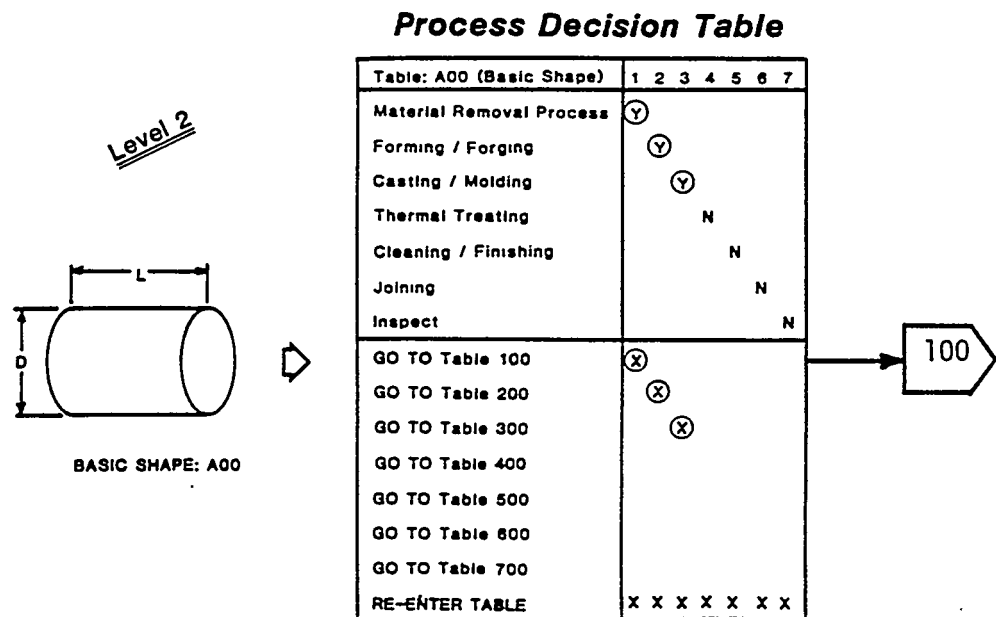 Process Decision Table
Level 2
Table: A00 (Basic Shape) 1 2 3 4 5 6 7
Material Removal Process Y
Forming / Forging Y
Casting / Molding Y
Thermal Treating N
Cleaning / Finishing N
Joining N
Inspect N
GO TO Table 100 X
GO TO Table 200 X
GO TO Table 300 X
GO TO Table 400
GO TO Table 500
GO TO Table 600
GO TO Table 700
RE-ENTER TABLE X X X X X X X
L
D
BASIC SHAPE: A00
100